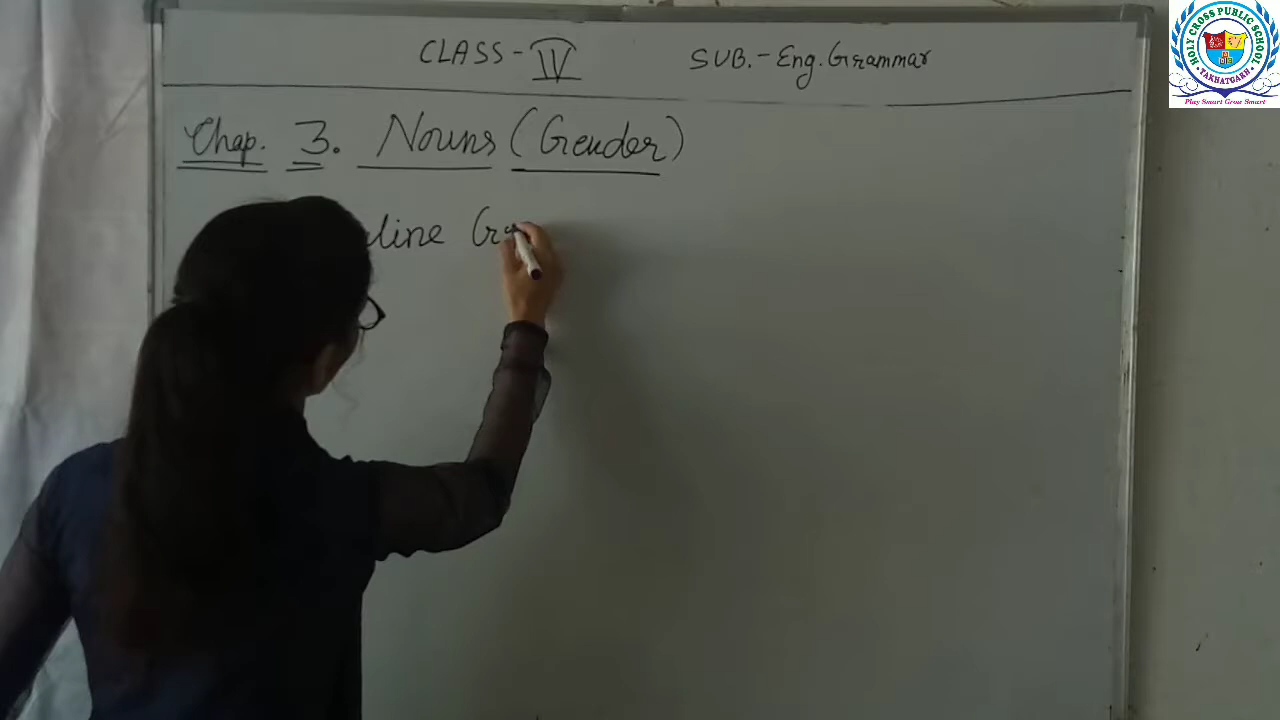 CLASS - IV SUB. - Eng. Grammar
Chap. 3. Nouns (Gender)
line Ge
HOLY CROSS PUBLIC SCHOOL
TAKHATGARH
Play Smart Grow Smart